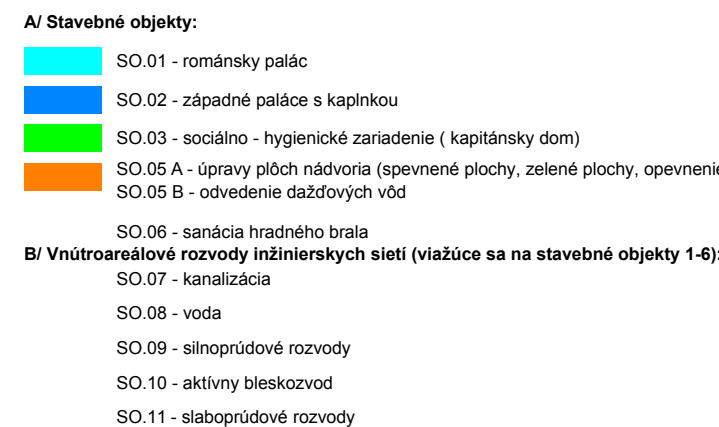 A/ Stavebné objekty:
SO.01 - románsky palác
SO.02 - západné paláce s kaplnkou
SO.03 - sociálno - hygienické zariadenie ( kapitánsky dom)
SO.05 A - úpravy plôch nádvoria (spevnené plochy, zelené plochy, opevnenie
SO.05 B - odvedenie dažďových vôd
SO.06 - sanácia hradného brala
B/ Vnútroareálové rozvody inžinierskych sietí (viažúce sa na stavebné objekty 1-6):
SO.07 - kanalizácia
SO.08 - voda
SO.09 - silnoprúdové rozvody
SO.10 - aktívny bleskozvod
SO.11 - slaboprúdové rozvody